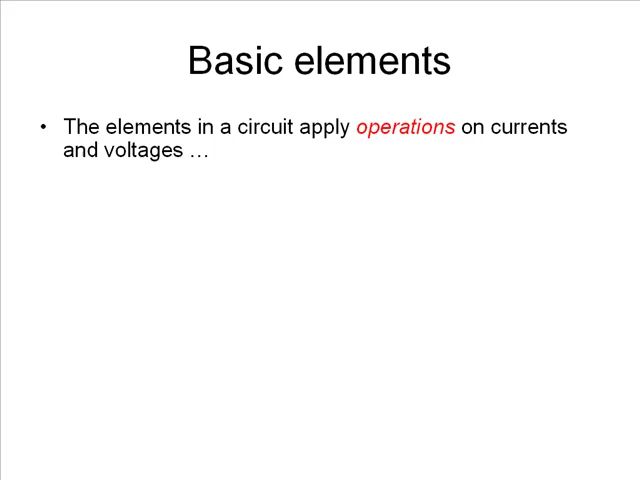 Basic elements
• The elements in a circuit apply operations on currents
and voltages …